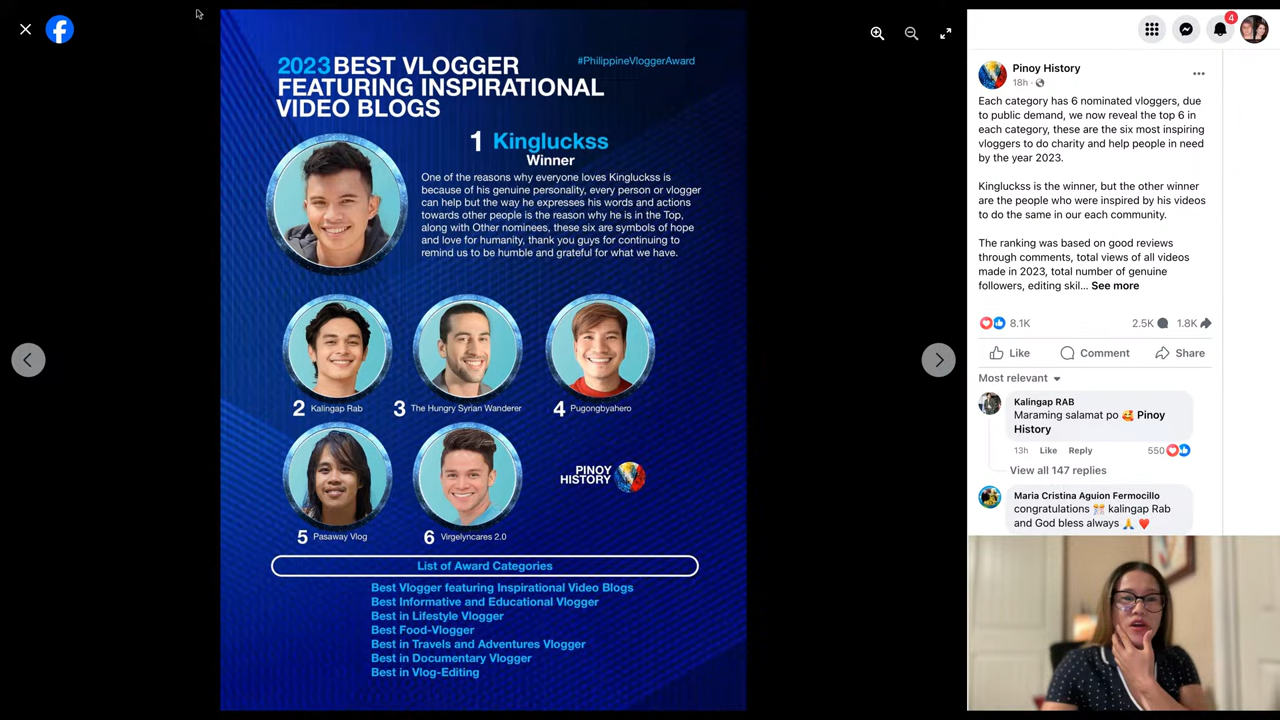 2023 BEST VLOGGER
FEATURING INSPIRATIONAL
VIDEO BLOGS
#PhilippineVloggerAward
1 Kingluckss
Winner
One of the reasons why everyone loves Kingluckss is
because of his genuine personality, every person or vlogger
can help but the way he expresses his words and actions
towards other people is the reason why he is in the Top,
along with Other nominees, these six are symbols of hope
and love for humanity, thank you guys for continuing to
remind us to be humble and grateful for what we have.
2 Kalingap Rab
3 The Hungry Syrian Wanderer
4 Pugongbyahero
5 Pasaway Vlog
6 Virgelyncares 2.0
PINOY
HISTORY
List of Award Categories
Best Vlogger featuring Inspirational Video Blogs
Best Informative and Educational Vlogger
Best in Lifestyle Vlogger
Best Food-Vlogger
Best in Travels and Adventures Vlogger
Best in Documentary Vlogger
Best in Vlog-Editing
4
Pinoy History
18h
Each category has 6 nominated vloggers, due
to public demand, we now reveal the top 6 in
each category, these are the six most inspiring
vloggers to do charity and help people in need
by the year 2023.
Kingluckss is the winner, but the other winner
are the people who were inspired by his videos
to do the same in our each community.
The ranking was based on good reviews
through comments, total views of all videos
made in 2023, total number of genuine
followers, editing skil... See more
8.1K 2.5K 1.8K
Like Comment Share
Most relevant
Kalingap RAB
Maraming salamat po 🥰 Pinoy
History
13h Like Reply 550
View all 147 replies
Maria Cristina Aguion Fermocillo
congratulations 🎊 kalingap Rab
and God bless always 🙏 ❤️